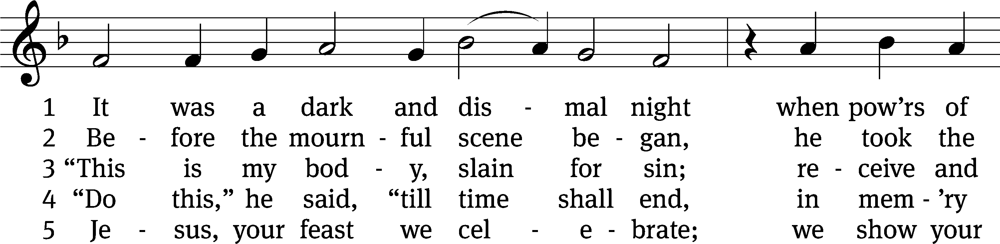 1 It was a dark and dis - mal night when pow’rs of
2 Be - fore the mourn - ful scene be - gan, he took the
3 “This is my bod - y, slain for sin; re - ceive and
4 “Do this,” he said, “till time shall end, in mem - ’ry
5 Je - sus, your feast we cel - e - brate; we show your